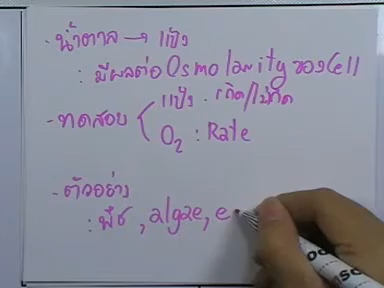 - น้ำตาล → แป้ง
: มีผลต่อ Osmolarity ของ Cell
- ทดสอบ แป้ง : เกิด/ไม่เกิด
O₂ : Rate
- ตัวอย่าง
: พืช, algae, e